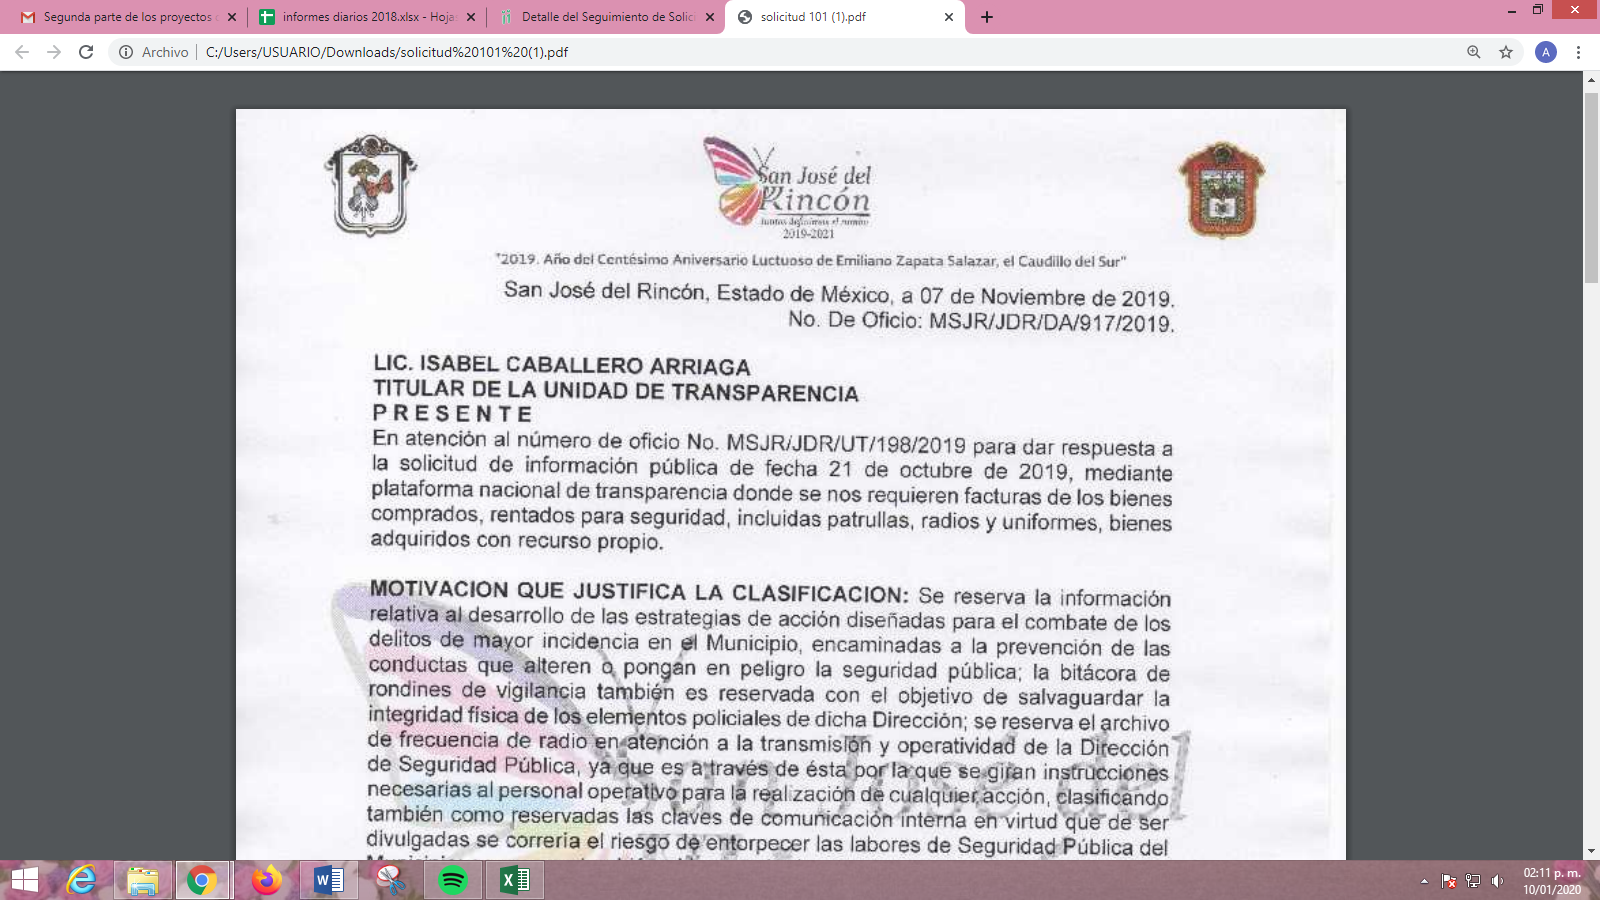 Segunda parte de los proyectos
informes diarios 2018.xlsx - Hoja
Detalle del Seguimiento de Solici
solicitud 101 (1).pdf
Archivo
C:/Users/USUARIO/Downloads/solicitud%20101%20(1).pdf
A
San José del
Rincón
Juntos definimos el rumbo
2019-2021
"2019. Año del Centésimo Aniversario Luctuoso de Emiliano Zapata Salazar, el Caudillo del Sur"
San José del Rincón, Estado de México, a 07 de Noviembre de 2019.
No. De Oficio: MSJR/JDR/DA/917/2019.
LIC. ISABEL CABALLERO ARRIAGA
TITULAR DE LA UNIDAD DE TRANSPARENCIA
P R E S E N T E
En atención al número de oficio No. MSJR/JDR/UT/198/2019 para dar respuesta a
la solicitud de información pública de fecha 21 de octubre de 2019, mediante
plataforma nacional de transparencia donde se nos requieren facturas de los bienes
comprados, rentados para seguridad, incluidas patrullas, radios y uniformes, bienes
adquiridos con recurso propio.
MOTIVACION QUE JUSTIFICA LA CLASIFICACION: Se reserva la información
relativa al desarrollo de las estrategias de acción diseñadas para el combate de los
delitos de mayor incidencia en el Municipio, encaminadas a la prevención de las
conductas que alteren o pongan en peligro la seguridad pública; la bitácora de
rondines de vigilancia también es reservada con el objetivo de salvaguardar la
integridad física de los elementos policiales de dicha Dirección; se reserva el archivo
de frecuencia de radio en atención a la transmisión y operatividad de la Dirección
de Seguridad Pública, ya que es a través de ésta por la que se giran instrucciones
necesarias al personal operativo para la realización de cualquier acción, clasificando
también como reservadas las claves de comunicación interna en virtud que de ser
divulgadas se correría el riesgo de entorpecer las labores de Seguridad Pública del
San José del
02:11 p. m.
10/01/2020